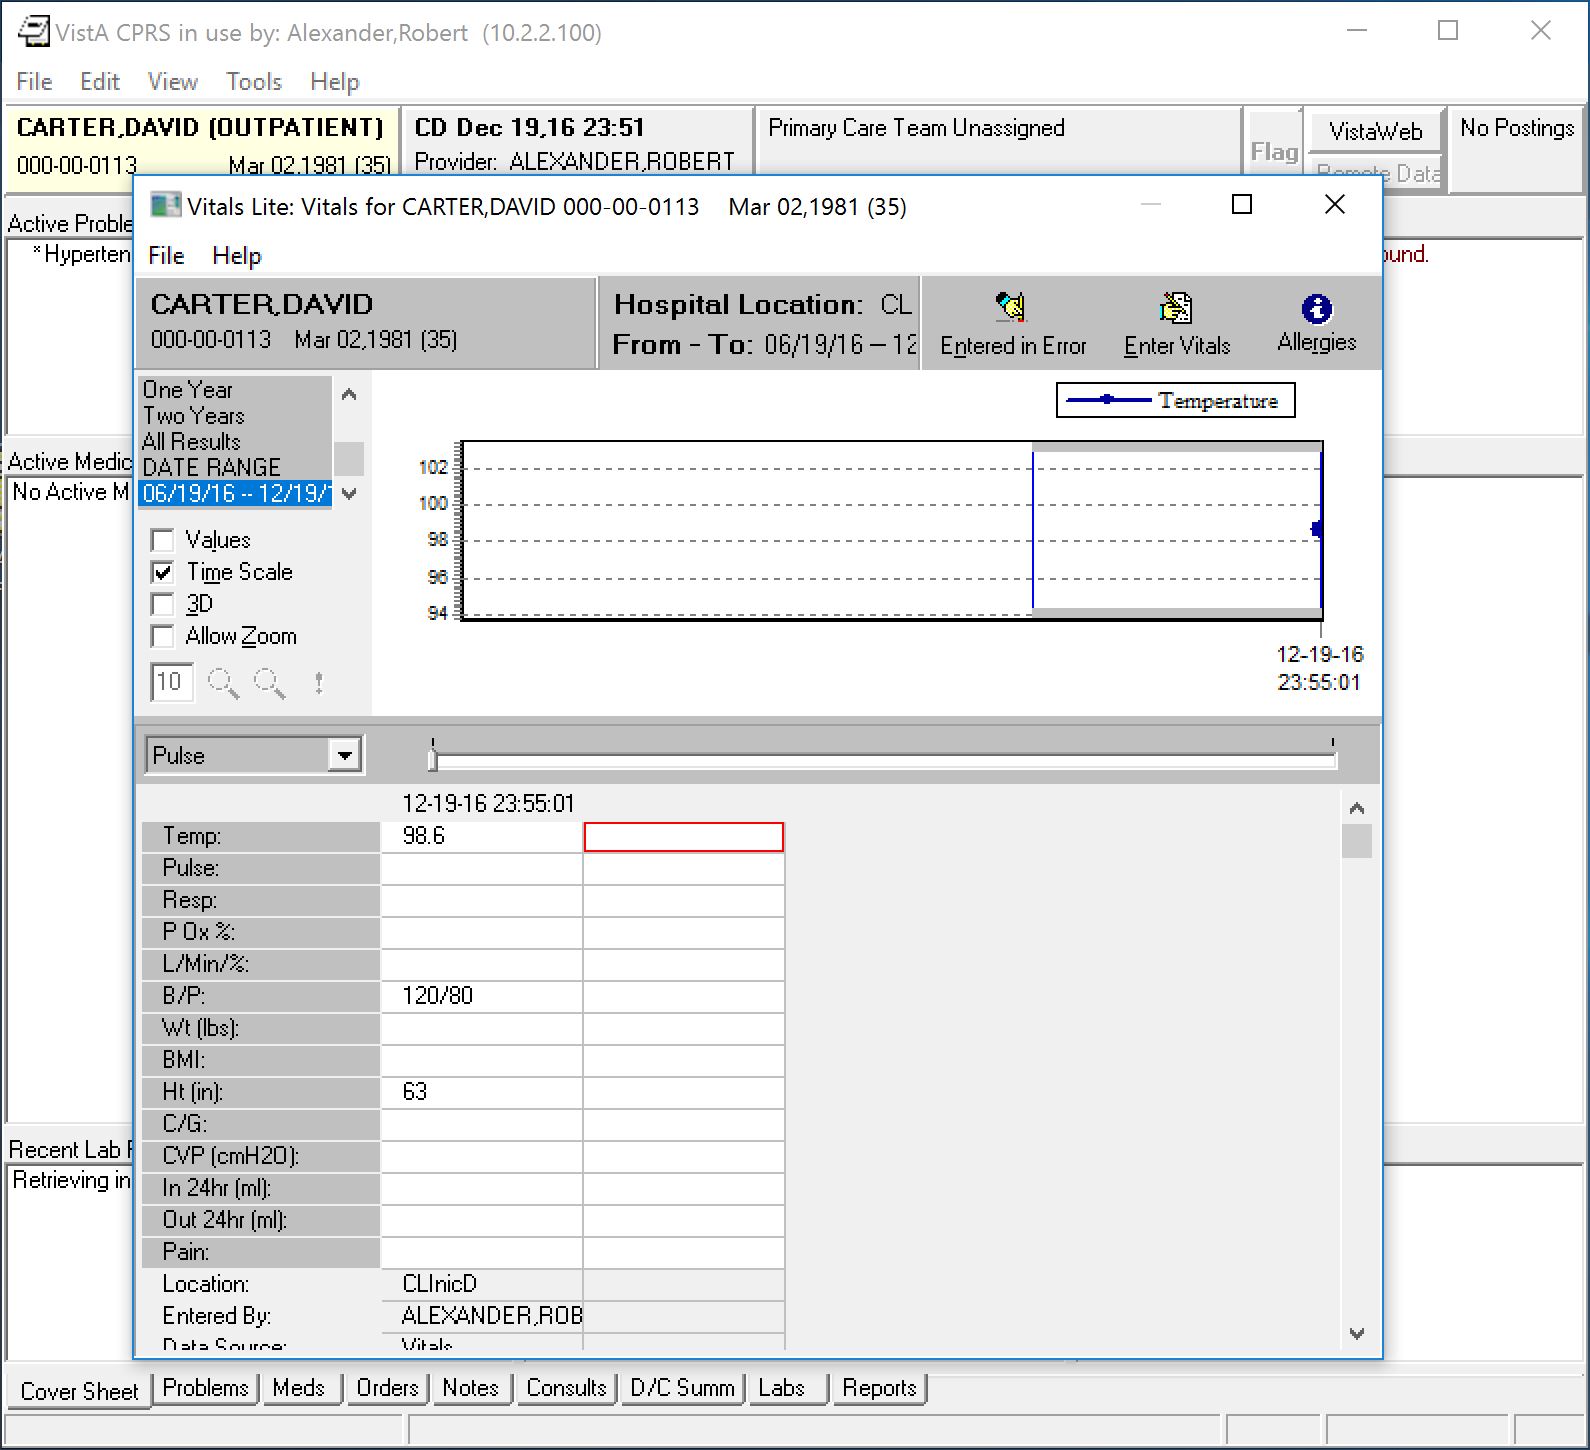 VistA CPRS in use by: Alexander,Robert (10.2.2.100)
File Edit View Tools Help
CARTER,DAVID (OUTPATIENT)
000-00-0113 Mar 02,1981 (35)
CD Dec 19,16 23:51
Provider: ALEXANDER,ROBERT
Primary Care Team Unassigned
Flag
VistaWeb
Remote Data
No Postings
Active Proble
*Hyperten
ound.
Active Medic
No Active M
Recent Lab
Retrieving in
Vitals Lite: Vitals for CARTER,DAVID 000-00-0113 Mar 02,1981 (35)
File Help
CARTER,DAVID
000-00-0113 Mar 02,1981 (35)
Hospital Location: CL
From - To: 06/19/16 -- 12
Entered in Error
Enter Vitals
Allergies
One Year
Two Years
All Results
DATE RANGE
06/19/16 -- 12/19/1
Values
Time Scale
3D
Allow Zoom
10
!
Temperature
102
100
98
96
94
12-19-16
23:55:01
Pulse
12-19-16 23:55:01
Temp: 98.6
Pulse:
Resp:
P Ox %:
L/Min/%:
B/P: 120/80
Wt (lbs):
BMI:
Ht (in): 63
C/G:
CVP (cmH2O):
In 24hr (ml):
Out 24hr (ml):
Pain:
Location: CLInicD
Entered By: ALEXANDER,ROB
Data Source: Vitals
Cover Sheet Problems Meds Orders Notes Consults D/C Summ Labs Reports